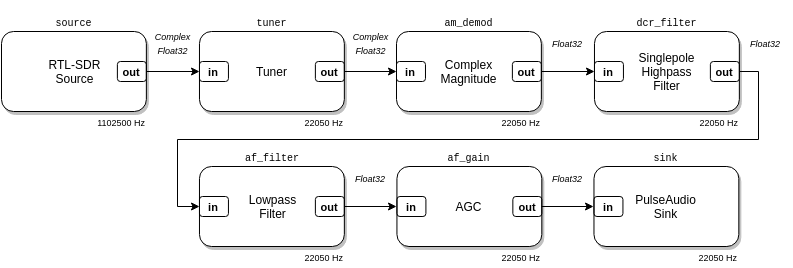 source
tuner
am_demod
dcr_filter
Complex
Float32
Complex
Float32
Float32
Float32
RTL-SDR
Source
out
in
Tuner
out
in
Complex
Magnitude
out
in
Singlepole
Highpass
Filter
out
1102500 Hz
22050 Hz
22050 Hz
22050 Hz
af_filter
af_gain
sink
Float32
Float32
in
Lowpass
Filter
out
in
AGC
out
in
PulseAudio
Sink
22050 Hz
22050 Hz
22050 Hz